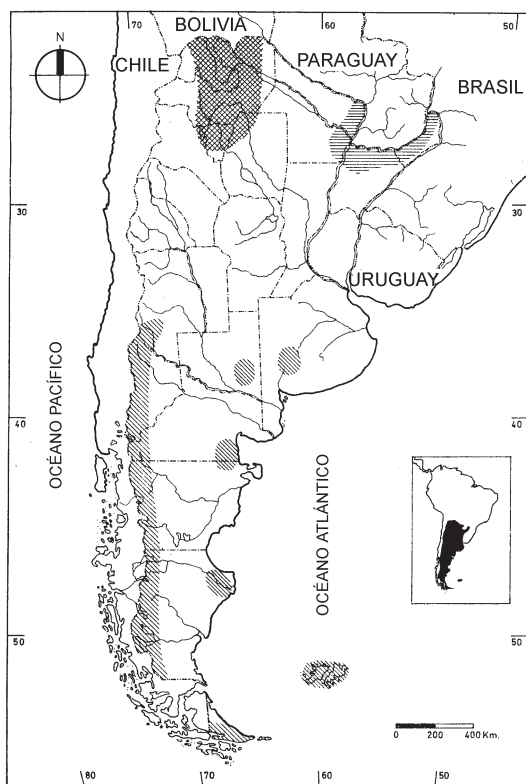 70
60
N
BOLIVIA
CHILE
PARAGUAY
BRASIL
30
30
URUGUAY
OCÉANO PACÍFICO
40
40
OCÉANO ATLÁNTICO
50
50
0 200 400 Km.
80
70
60
50